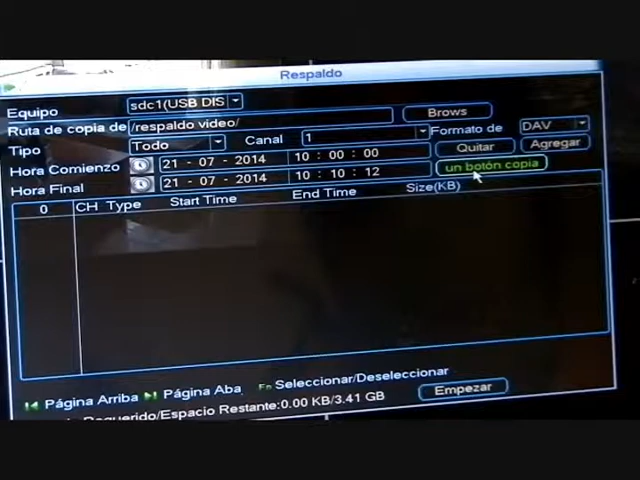 Respaldo
Equipo sdc1(USB DIS
Ruta de copia de /respaldo video/ Brows
Tipo Todo Canal 1 Formato de DAV
Hora Comienzo 21 - 07 - 2014 10 : 00 : 00 Quitar Agregar
Hora Final 21 - 07 - 2014 10 : 10 : 12 un botón copia
0 CH Type Start Time End Time Size(KB)
Página Arriba Página Aba Fn Seleccionar/Deseleccionar
Requerido/Espacio Restante:0.00 KB/3.41 GB Empezar